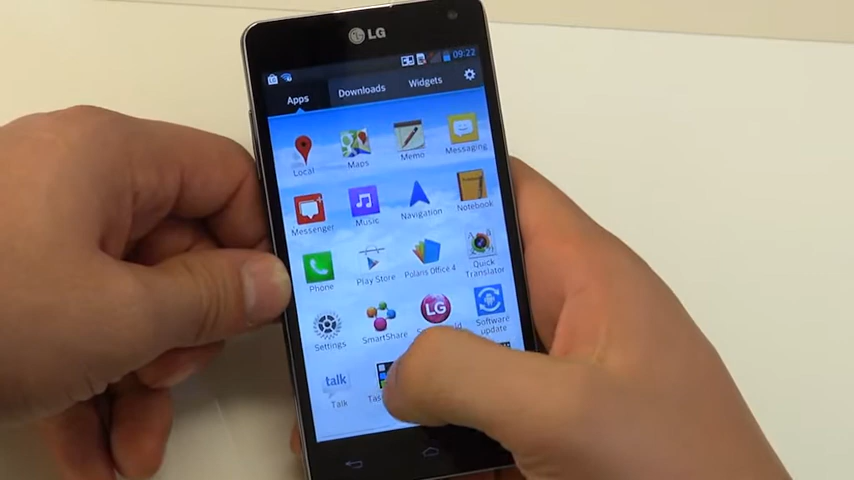 LG
LG
09:22
Apps
Downloads
Widgets
Local
Maps
Memo
Messaging
Messenger
Music
Navigation
Notebook
Phone
Play Store
Polaris Office 4
Quick Translator
Settings
SmartShare
LG
Software update
talk
Talk